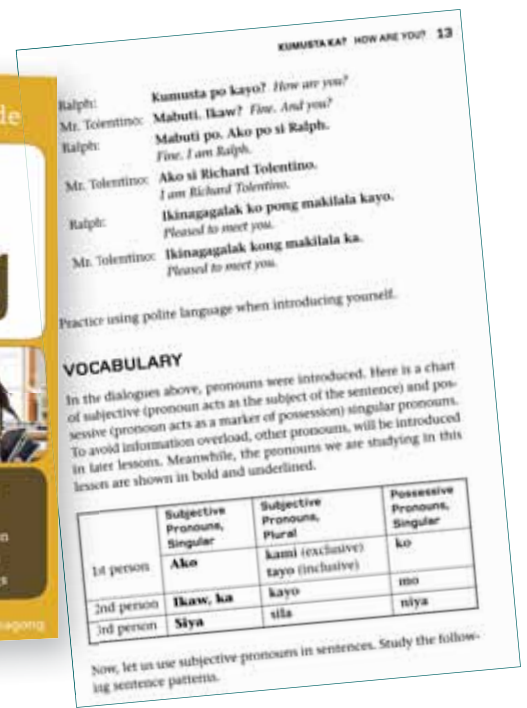 de
n
gs
KUMUSTA KA? HOW ARE YOU? 13
Ralph: Kumusta po kayo? How are you?
Mr. Tolentino: Mabuti. Ikaw? Fine. And you?
Ralph: Mabuti po. Ako po si Ralph.
Fine. I am Ralph.
Mr. Tolentino: Ako si Richard Tolentino.
I am Richard Tolentino.
Ralph: Ikinagagalak ko pong makilala kayo.
Pleased to meet you.
Mr. Tolentino: Ikinagagalak kong makilala ka.
Pleased to meet you.
Practice using polite language when introducing yourself.
VOCABULARY
In the dialogues above, pronouns were introduced. Here is a chart
of subjective (pronoun acts as the subject of the sentence) and pos-
sessive (pronoun acts as a marker of possession) singular pronouns.
To avoid information overload, other pronouns, will be introduced
in later lessons. Meanwhile, the pronouns we are studying in this
lesson are shown in bold and underlined.
Subjective Pronouns, Singular
Subjective Pronouns, Plural
Possessive Pronouns, Singular
1st person Ako kami (exclusive) ko
tayo (inclusive)
2nd person Ikaw, ka kayo mo
3rd person Siya sila niya
Now, let us use subjective pronouns in sentences. Study the follow-
ing sentence patterns.